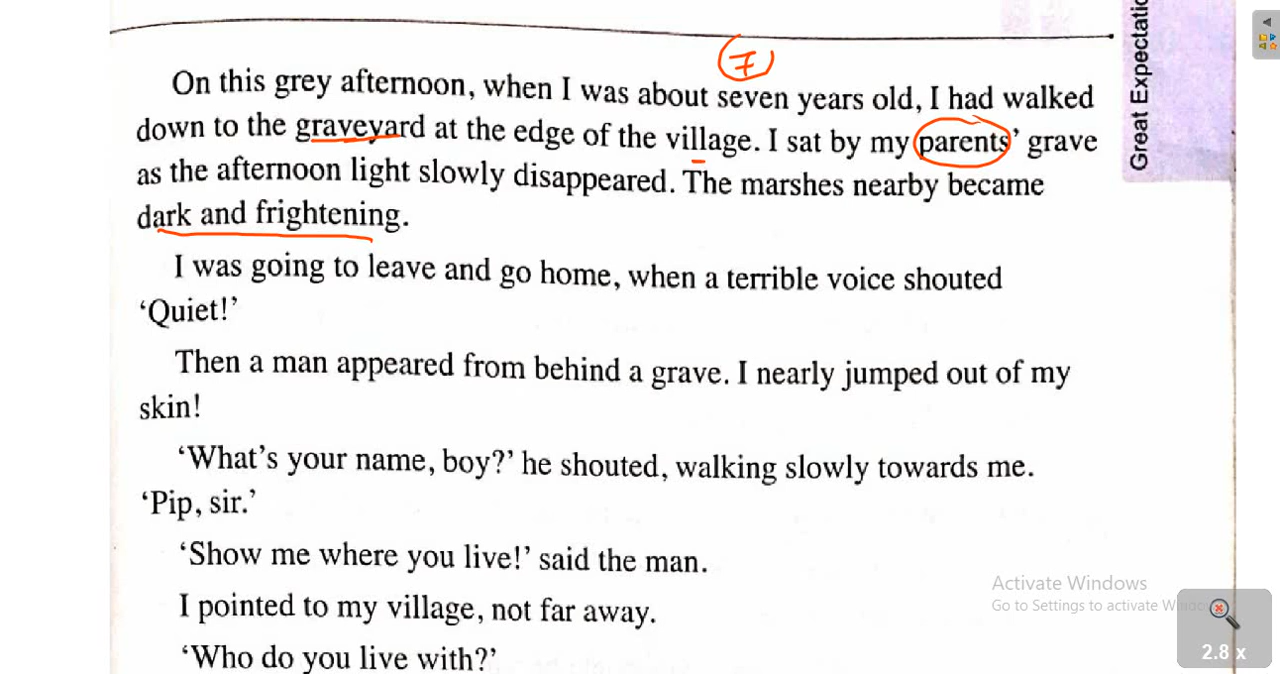 Great Expectatio
7
On this grey afternoon, when I was about seven years old, I had walked
down to the graveyard at the edge of the village. I sat by my parents' grave
as the afternoon light slowly disappeared. The marshes nearby became
dark and frightening.
I was going to leave and go home, when a terrible voice shouted
'Quiet!'
Then a man appeared from behind a grave. I nearly jumped out of my
skin!
'What's your name, boy?' he shouted, walking slowly towards me.
'Pip, sir.'
'Show me where you live!' said the man.
I pointed to my village, not far away.
'Who do you live with?'
Activate Windows
Go to Settings to activate
2.8 x